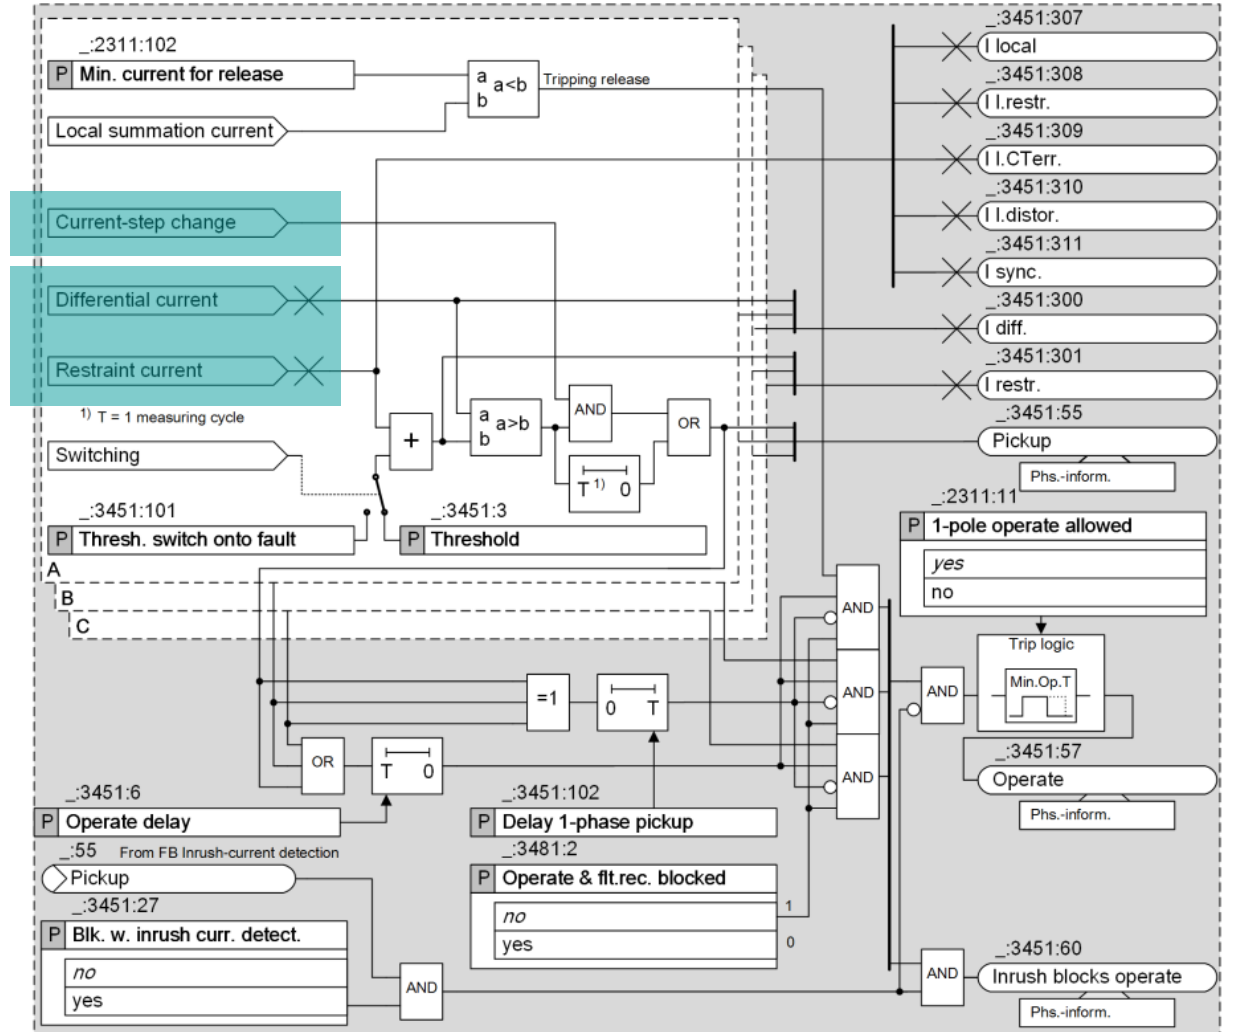 _:3451:307
I local
_:3451:308
I l.restr.
_:3451:309
I l.CTerr.
_:3451:310
I l.distor.
_:3451:311
I sync.
_:3451:300
I diff.
_:3451:301
I restr.
_:3451:55
Pickup
Phs.-inform.
_:2311:102
P Min. current for release
a
b
a<b
Tripping release
Local summation current
Current-step change
Differential current
Restraint current
1) T = 1 measuring cycle
Switching
+
a
b
a>b
AND
OR
T 1) 0
_:3451:101
P Thresh. switch onto fault
_:3451:3
P Threshold
A
B
C
_:2311:11
P 1-pole operate allowed
yes
no
AND
AND
AND
AND
Trip logic
Min.Op.T
=1
0 T
OR
T 0
_:3451:57
Operate
Phs.-inform.
_:3451:6
P Operate delay
_:3451:102
P Delay 1-phase pickup
_:55 From FB Inrush-current detection
Pickup
_:3481:2
P Operate & flt.rec. blocked
no 1
yes 0
_:3451:27
P Blk. w. inrush curr. detect.
no
yes
AND
AND
_:3451:60
Inrush blocks operate
Phs.-inform.